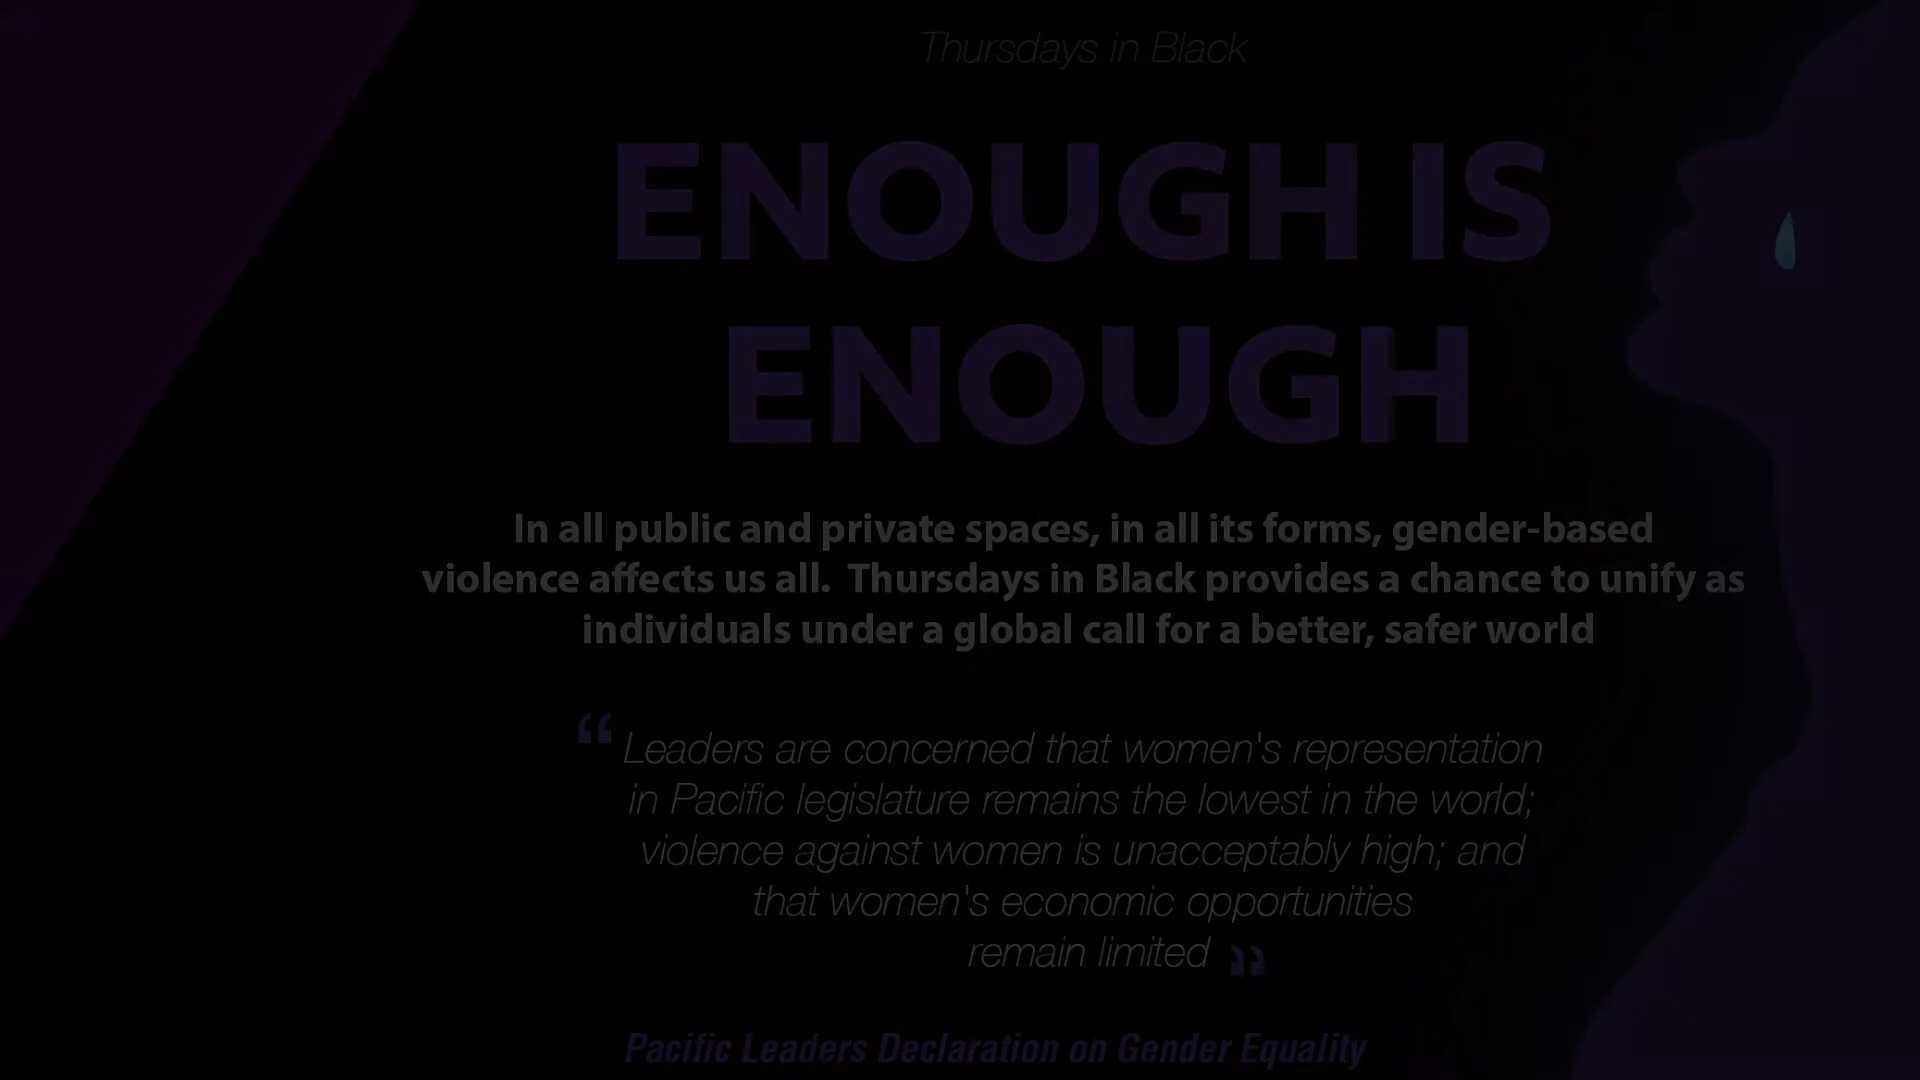 Thursdays in Black
ENOUGH IS
ENOUGH
In all public and private spaces, in all its forms, gender-based
violence affects us all. Thursdays in Black provides a chance to unify as
individuals under a global call for a better, safer world
“ Leaders are concerned that women's representation
in Pacific legislature remains the lowest in the world;
violence against women is unacceptably high; and
that women's economic opportunities
remain limited ”
Pacific Leaders Declaration on Gender Equality